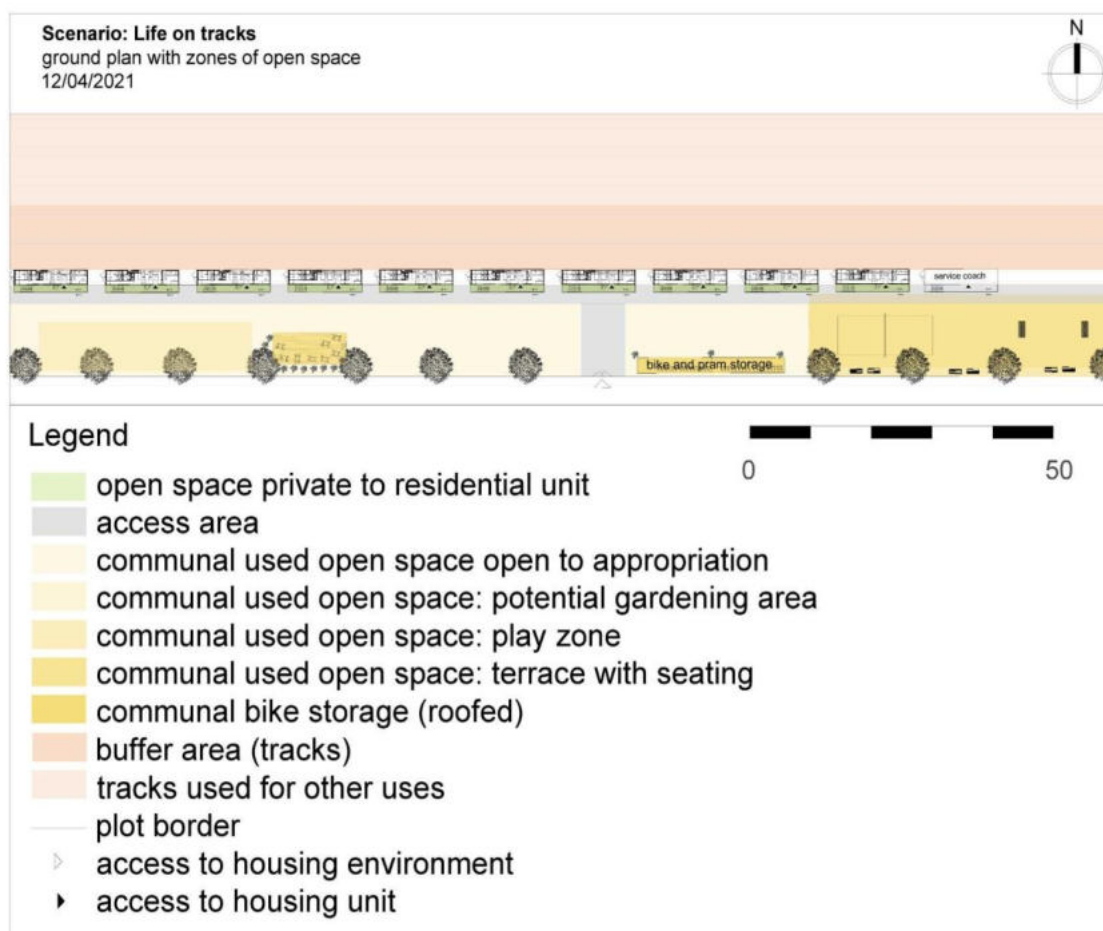 Scenario: Life on tracks
ground plan with zones of open space
12/04/2021
N
service coach
bike and pram storage
Legend
0
50
open space private to residential unit
access area
communal used open space open to appropriation
communal used open space: potential gardening area
communal used open space: play zone
communal used open space: terrace with seating
communal bike storage (roofed)
buffer area (tracks)
tracks used for other uses
plot border
access to housing environment
access to housing unit